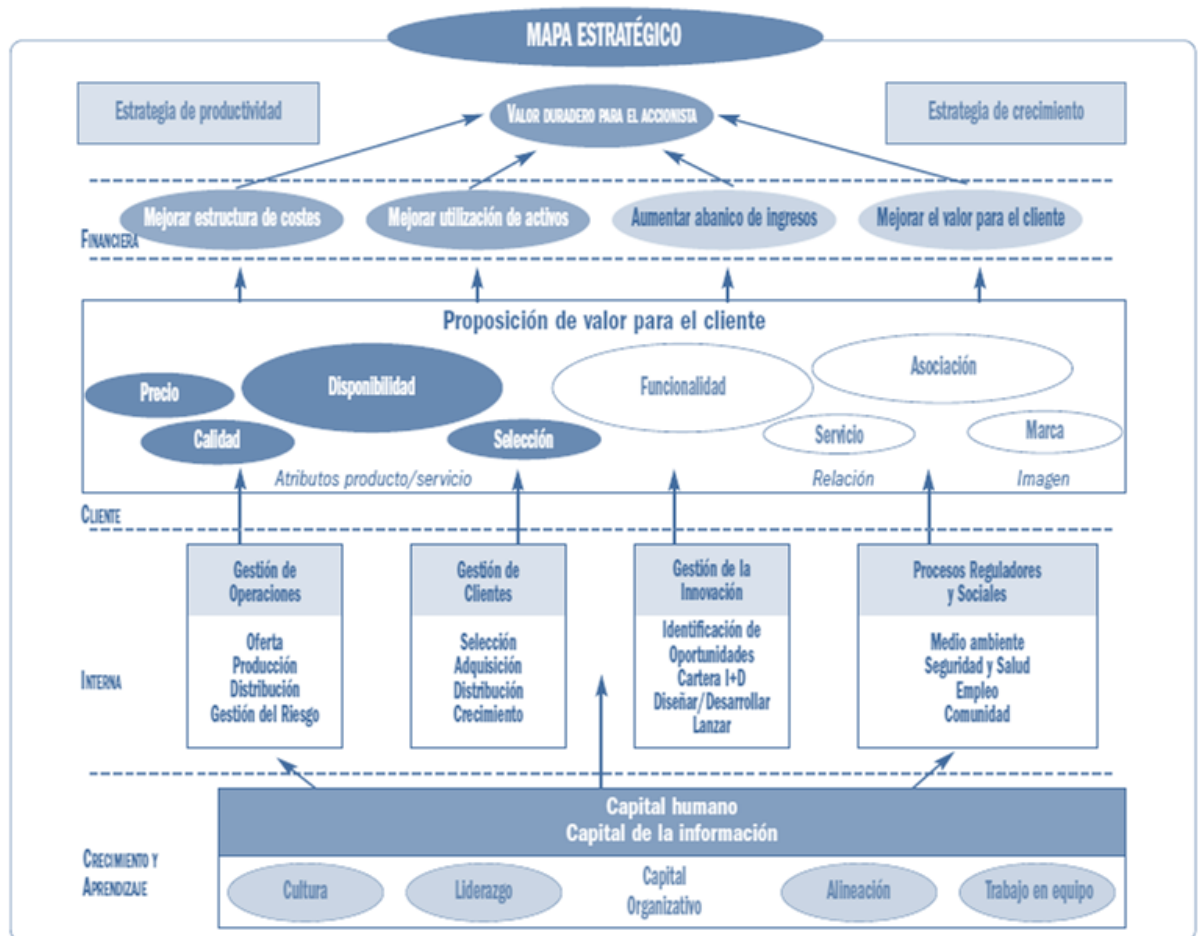 MAPA ESTRATÉGICO
Estrategia de productividad
VALOR DURADERO PARA EL ACCIONISTA
Estrategia de crecimiento
Mejorar estructura de costes
Mejorar utilización de activos
Aumentar abanico de ingresos
Mejorar el valor para el cliente
FINANCIERA
Proposición de valor para el cliente
Precio
Disponibilidad
Funcionalidad
Asociación
Calidad
Selección
Servicio
Marca
Atributos producto/servicio
Relación
Imagen
CLIENTE
Gestión de
Operaciones
Oferta
Producción
Distribución
Gestión del Riesgo
Gestión de
Clientes
Selección
Adquisición
Distribución
Crecimiento
Gestión de la
Innovación
Identificación de
Oportunidades
Cartera I+D
Diseñar/Desarrollar
Lanzar
Procesos Reguladores
y Sociales
Medio ambiente
Seguridad y Salud
Empleo
Comunidad
INTERNA
Capital humano
Capital de la información
CRECIMIENTO Y
APRENDIZAJE
Cultura
Liderazgo
Capital
Organizativo
Alineación
Trabajo en equipo